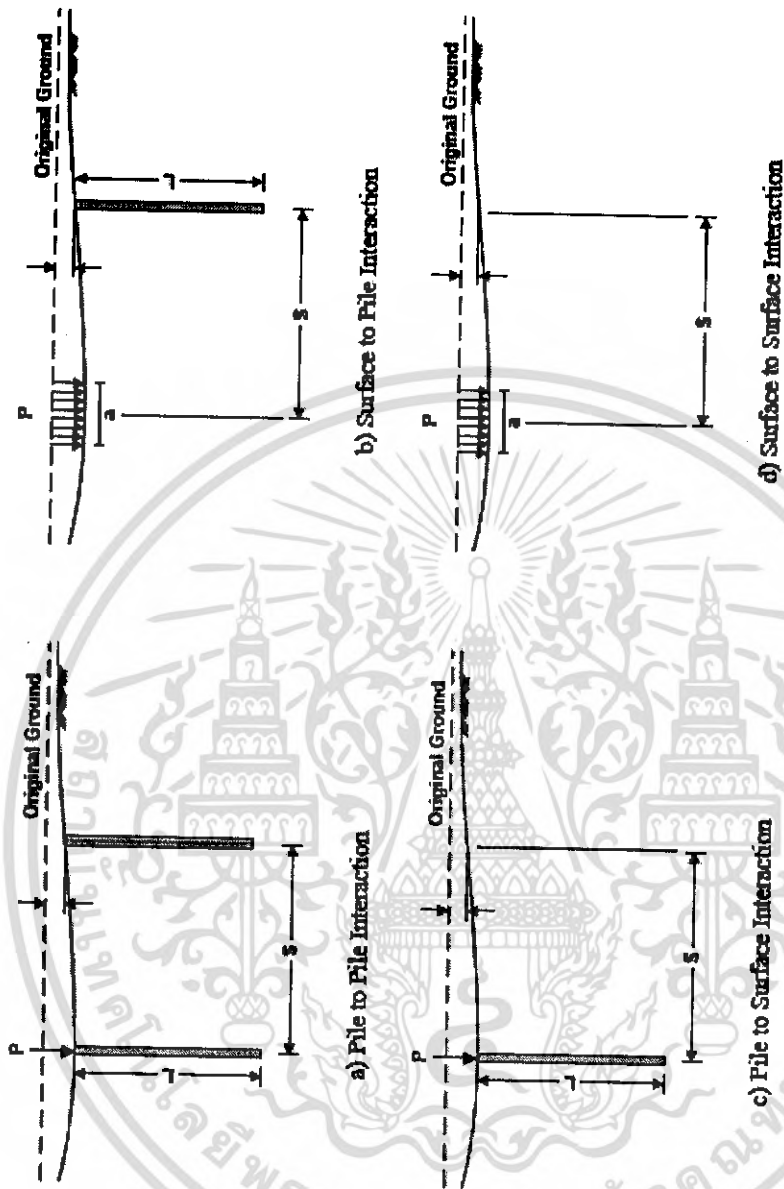 P
Original Ground
L
s
a) Pile to Pile Interaction
P
Original Ground
a
L
s
b) Surface to Pile Interaction
P
Original Ground
L
s
c) Pile to Surface Interaction
P
Original Ground
a
s
d) Surface to Surface Interaction